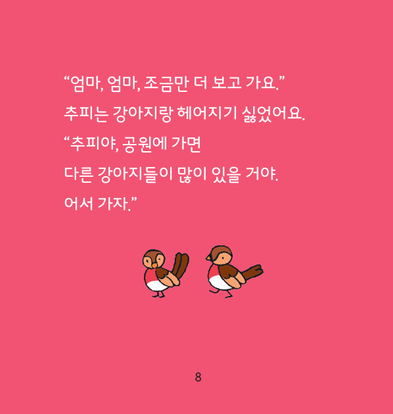 “엄마, 엄마, 조금만 더 보고 가요.”
추피는 강아지랑 헤어지기 싫었어요.
“추피야, 공원에 가면
다른 강아지들이 많이 있을 거야.
어서 가자.”
8